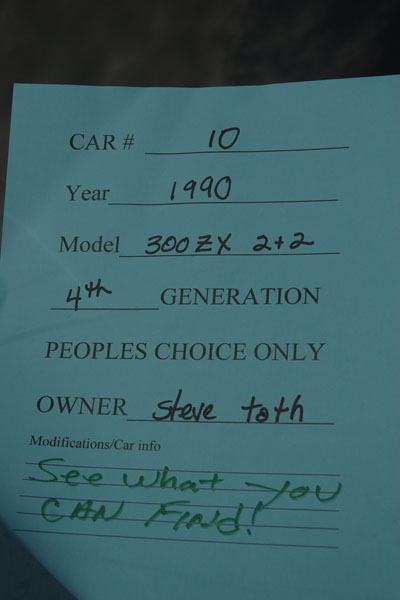 CAR # 10
Year 1990
Model 300ZX 2+2
4th GENERATION
PEOPLES CHOICE ONLY
OWNER Steve toth
Modifications/Car info
See what you
CAN FIND!